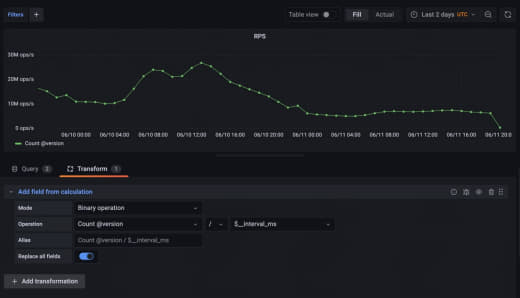 Filters +
Table view Fill Actual Last 2 days UTC
RPS
30M ops/s
20M ops/s
10M ops/s
0 ops/s
06/10 00:00 06/10 04:00 06/10 08:00 06/10 12:00 06/10 16:00 06/10 20:00 06/11 00:00 06/11 04:00 06/11 08:00 06/11 12:00 06/11 16:00 06/11 20:0
Count @version
Query 2 Transform 1
Add field from calculation
Mode Binary operation
Operation Count @version / $__interval_ms
Alias Count @version / $__interval_ms
Replace all fields
+ Add transformation